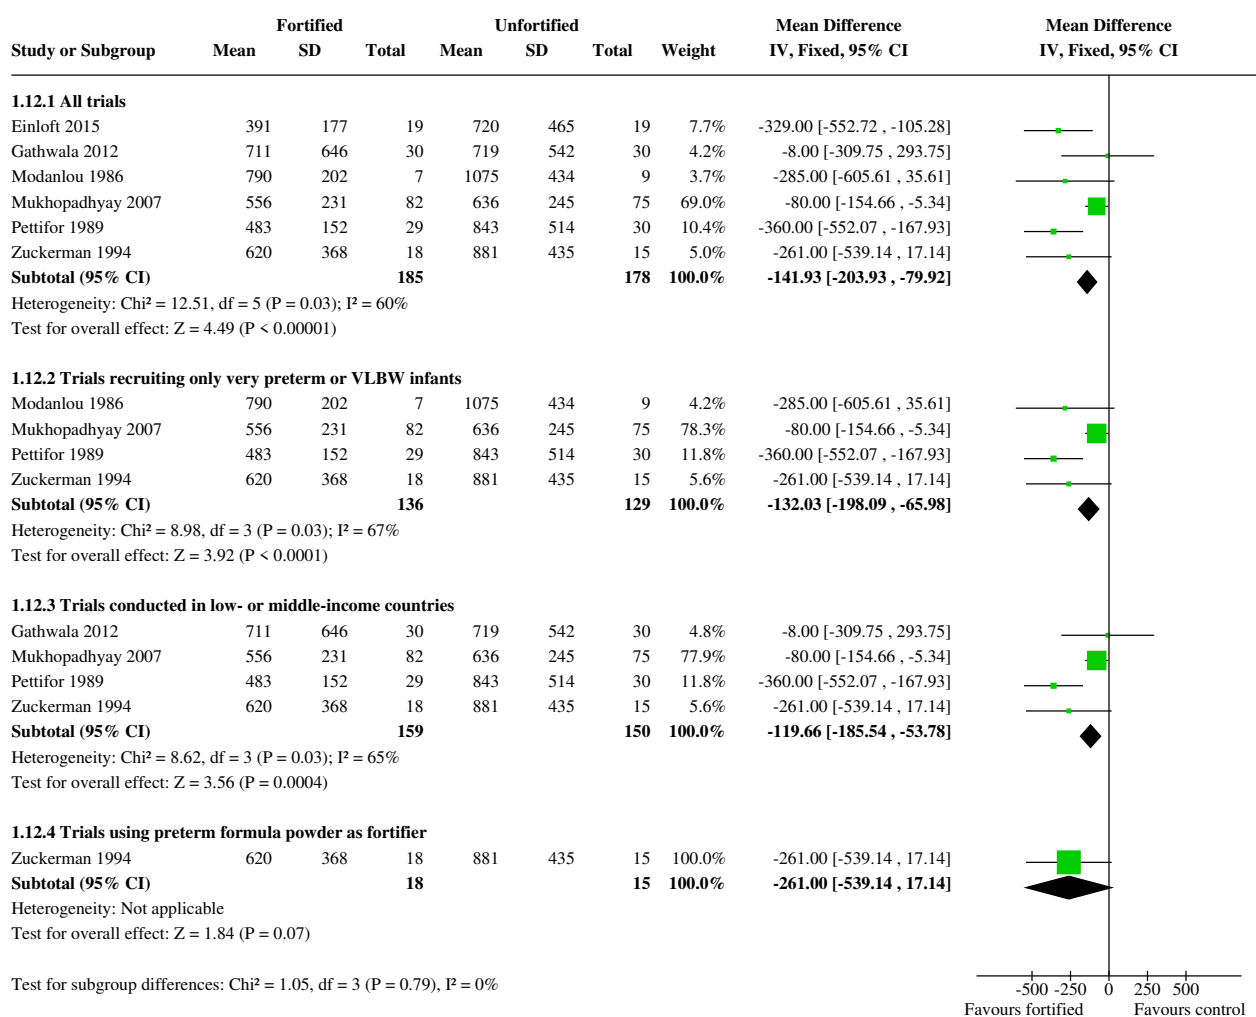 Fortified Unfortified Mean Difference Mean Difference
Study or Subgroup Mean SD Total Mean SD Total Weight IV, Fixed, 95% CI IV, Fixed, 95% CI
1.12.1 All trials
Einloft 2015 391 177 19 720 465 19 7.7% -329.00 [-552.72 , -105.28]
Gathwala 2012 711 646 30 719 542 30 4.2% -8.00 [-309.75 , 293.75]
Modanlou 1986 790 202 7 1075 434 9 3.7% -285.00 [-605.61 , 35.61]
Mukhopadhyay 2007 556 231 82 636 245 75 69.0% -80.00 [-154.66 , -5.34]
Pettifor 1989 483 152 29 843 514 30 10.4% -360.00 [-552.07 , -167.93]
Zuckerman 1994 620 368 18 881 435 15 5.0% -261.00 [-539.14 , 17.14]
Subtotal (95% CI) 185 178 100.0% -141.93 [-203.93 , -79.92]
Heterogeneity: Chi² = 12.51, df = 5 (P = 0.03); I² = 60%
Test for overall effect: Z = 4.49 (P < 0.00001)
1.12.2 Trials recruiting only very preterm or VLBW infants
Modanlou 1986 790 202 7 1075 434 9 4.2% -285.00 [-605.61 , 35.61]
Mukhopadhyay 2007 556 231 82 636 245 75 78.3% -80.00 [-154.66 , -5.34]
Pettifor 1989 483 152 29 843 514 30 11.8% -360.00 [-552.07 , -167.93]
Zuckerman 1994 620 368 18 881 435 15 5.6% -261.00 [-539.14 , 17.14]
Subtotal (95% CI) 136 129 100.0% -132.03 [-198.09 , -65.98]
Heterogeneity: Chi² = 8.98, df = 3 (P = 0.03); I² = 67%
Test for overall effect: Z = 3.92 (P < 0.0001)
1.12.3 Trials conducted in low- or middle-income countries
Gathwala 2012 711 646 30 719 542 30 4.8% -8.00 [-309.75 , 293.75]
Mukhopadhyay 2007 556 231 82 636 245 75 77.9% -80.00 [-154.66 , -5.34]
Pettifor 1989 483 152 29 843 514 30 11.8% -360.00 [-552.07 , -167.93]
Zuckerman 1994 620 368 18 881 435 15 5.6% -261.00 [-539.14 , 17.14]
Subtotal (95% CI) 159 150 100.0% -119.66 [-185.54 , -53.78]
Heterogeneity: Chi² = 8.62, df = 3 (P = 0.03); I² = 65%
Test for overall effect: Z = 3.56 (P = 0.0004)
1.12.4 Trials using preterm formula powder as fortifier
Zuckerman 1994 620 368 18 881 435 15 100.0% -261.00 [-539.14 , 17.14]
Subtotal (95% CI) 18 15 100.0% -261.00 [-539.14 , 17.14]
Heterogeneity: Not applicable
Test for overall effect: Z = 1.84 (P = 0.07)
Test for subgroup differences: Chi² = 1.05, df = 3 (P = 0.79), I² = 0%
-500 -250 0 250 500
Favours fortified Favours control